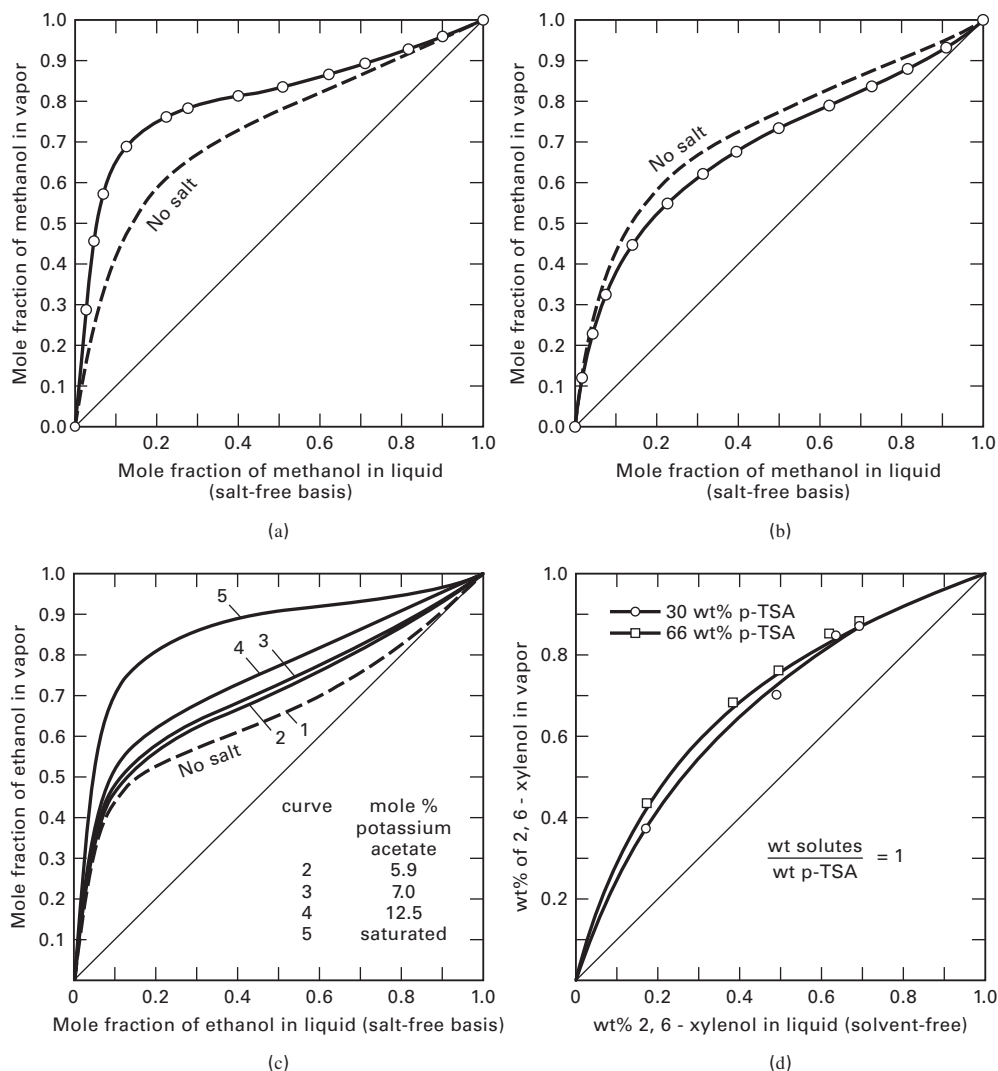 Mole fraction of methanol in vapor
1.0
0.9
0.8
0.7
0.6
0.5
0.4
0.3
0.2
0.1
0.0
No salt
0.2 0.4 0.6 0.8 1.0
Mole fraction of methanol in liquid
(salt-free basis)
(a)
Mole fraction of methanol in vapor
1.0
0.9
0.8
0.7
0.6
0.5
0.4
0.3
0.2
0.1
0.0
No salt
0.2 0.4 0.6 0.8 1.0
Mole fraction of methanol in liquid
(salt-free basis)
(b)
Mole fraction of ethanol in vapor
1.0
0.9
0.8
0.7
0.6
0.5
0.4
0.3
0.2
0.1
5
4
3
2
1
No salt
curve mole %
potassium
acetate
2 5.9
3 7.0
4 12.5
5 saturated
0 0.2 0.4 0.6 0.8 1.0
Mole fraction of ethanol in liquid (salt-free basis)
(c)
wt% of 2, 6 - xylenol in vapor
1.0
0.8
0.6
0.4
0.2
30 wt% p-TSA
66 wt% p-TSA
wt solutes
wt p-TSA
= 1
0 0.2 0.4 0.6 0.8 1.0
wt% 2, 6 - xylenol in liquid (solvent-free)
(d)